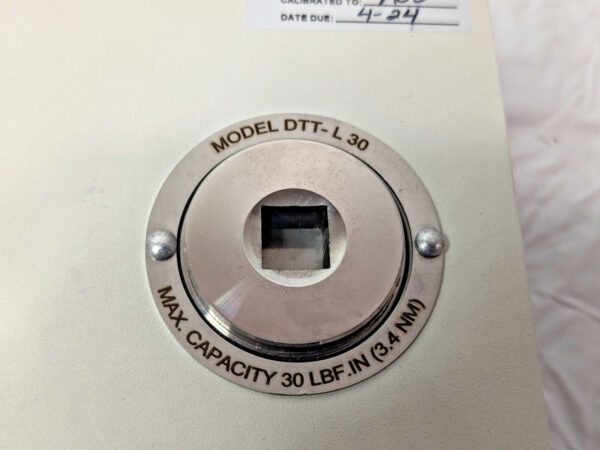 CALIBRATED TO:
DATE DUE: 4-24
MODEL DTT- L 30
MAX. CAPACITY 30 LBF.IN (3.4 NM)